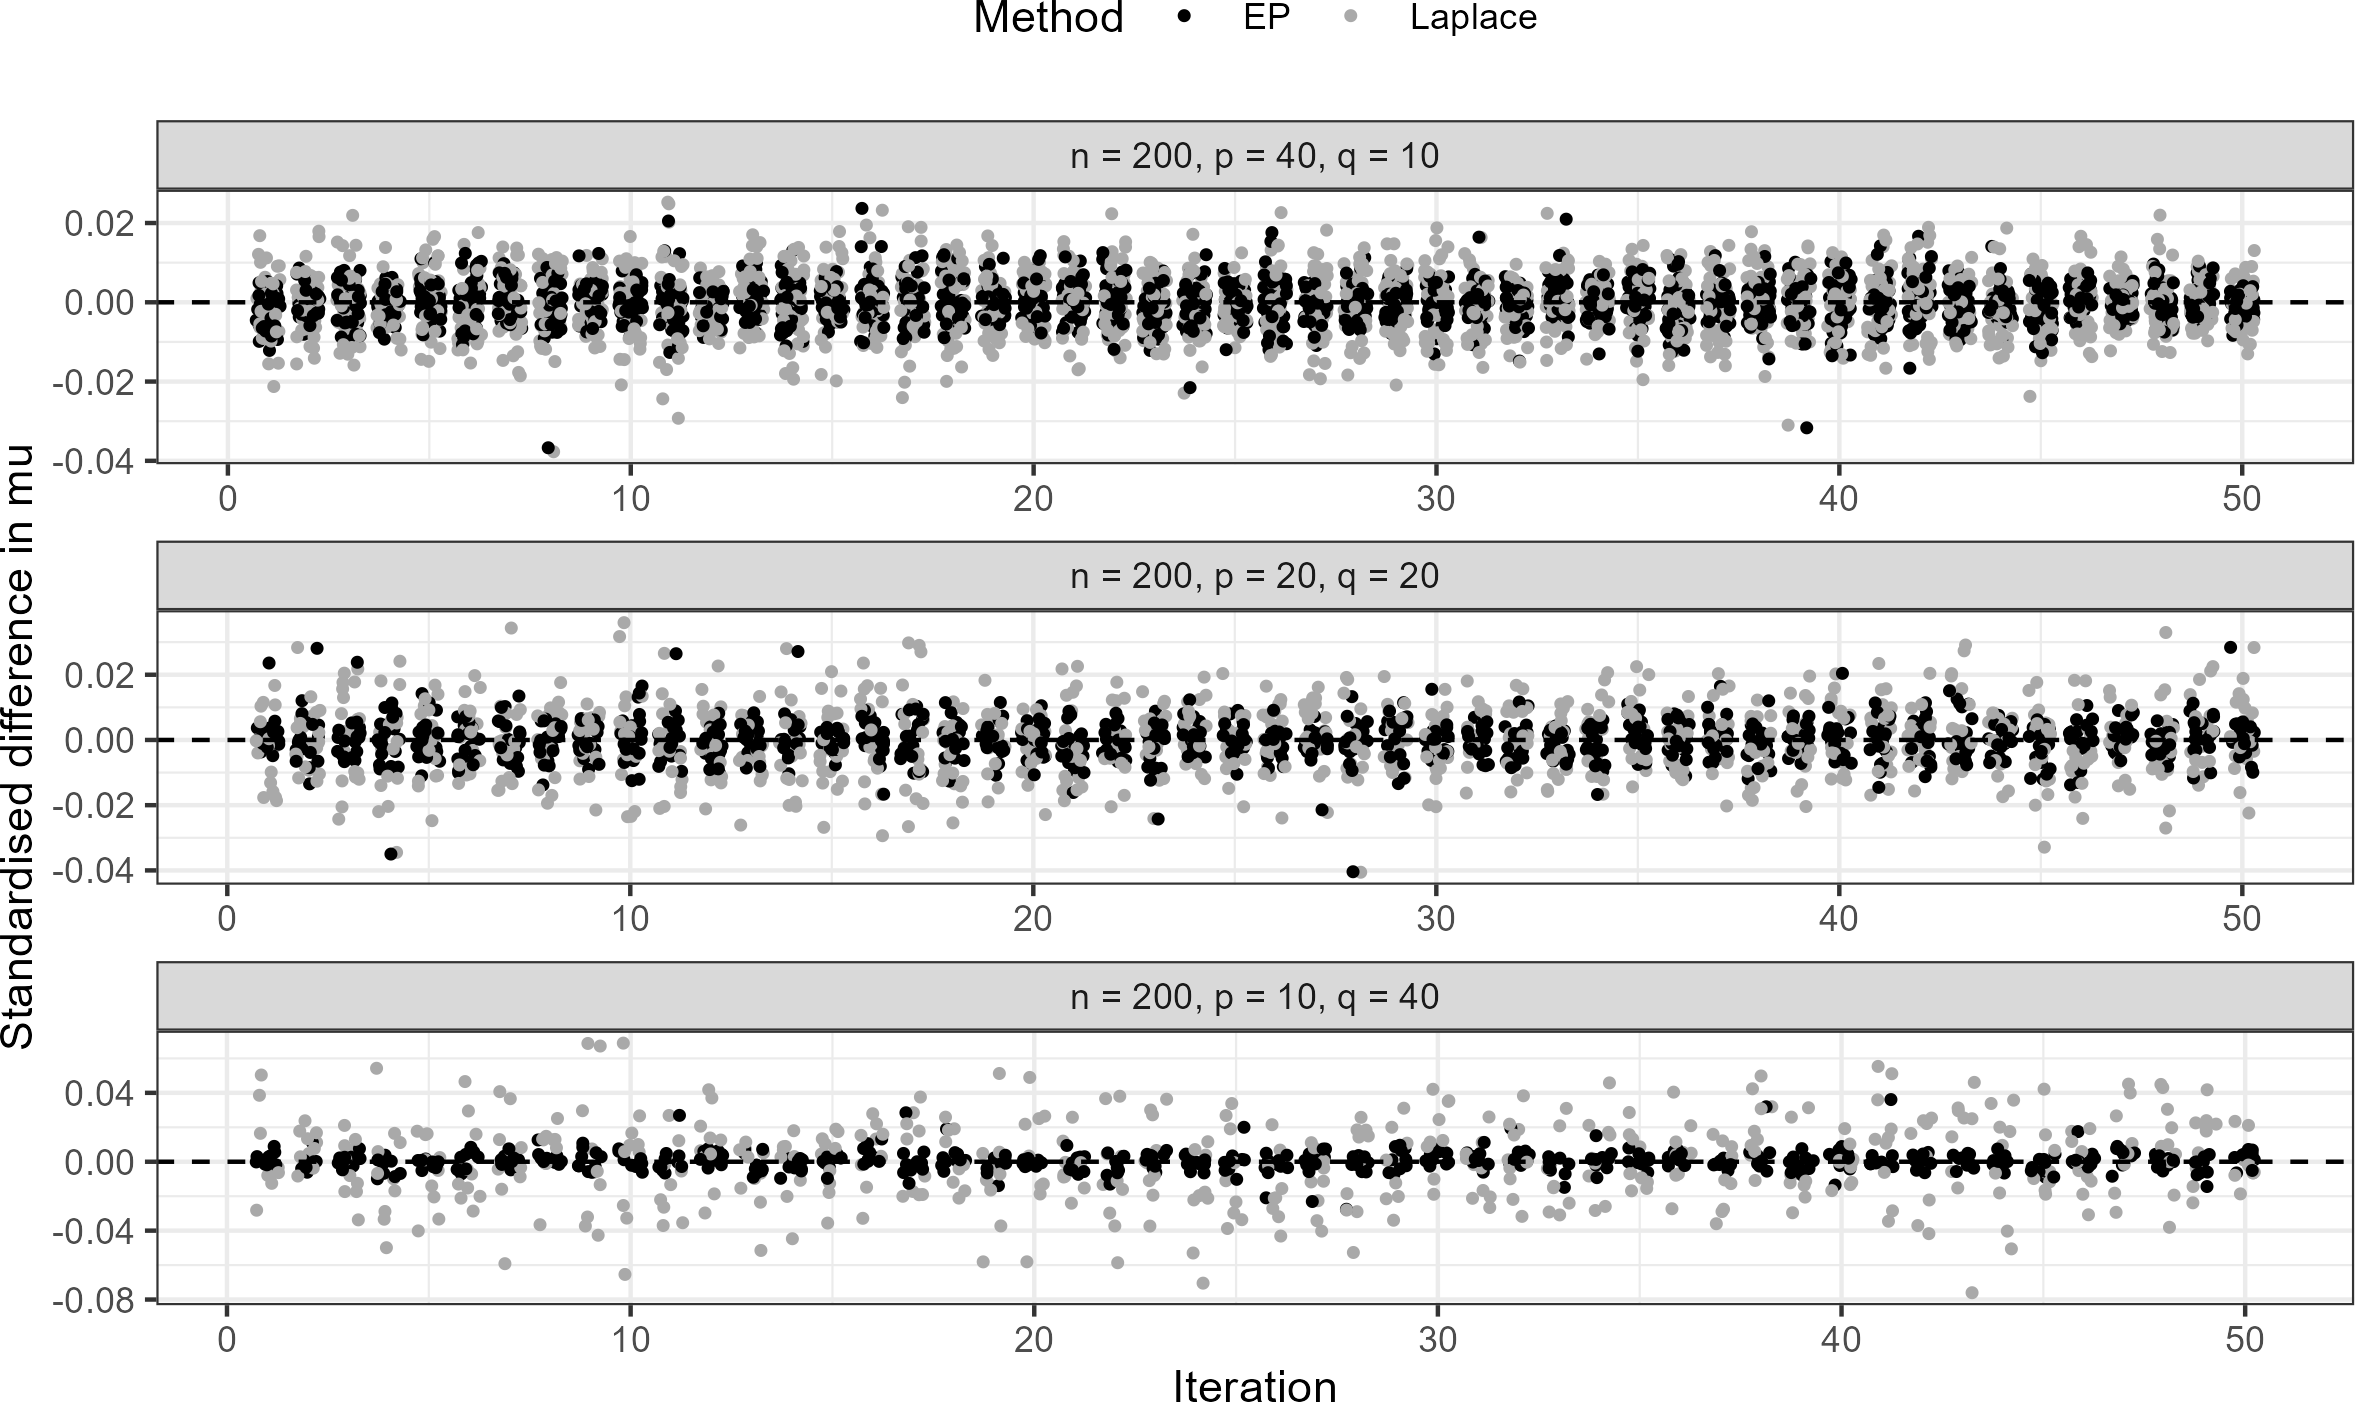 Method EP Laplace
n = 200, p = 40, q = 10
0.02
0.00
-0.02
-0.04
0 10 20 30 40 50
Standardised difference in mu
n = 200, p = 20, q = 20
0.02
0.00
-0.02
-0.04
0 10 20 30 40 50
n = 200, p = 10, q = 40
0.04
0.00
-0.04
-0.08
0 10 20 30 40 50
Iteration